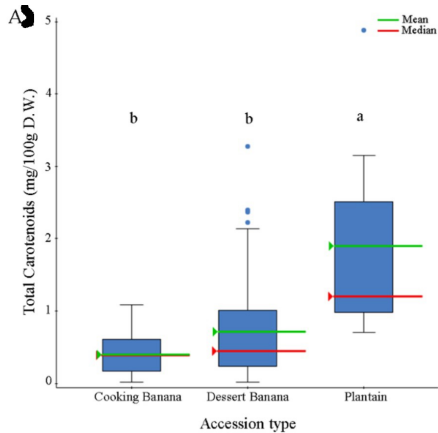 A
Mean
Median
5
4
3
2
1
0
b
b
a
Total Carotenoids (mg/100g D.W.)
Cooking Banana
Dessert Banana
Plantain
Accession type